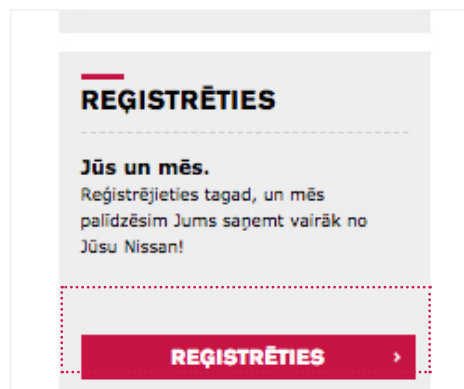 REĢISTRĒTIES
Jūs un mēs.
Reģistrējieties tagad, un mēs
palīdzēsim Jums saņemt vairāk no
Jūsu Nissan!
REĢISTRĒTIES ›